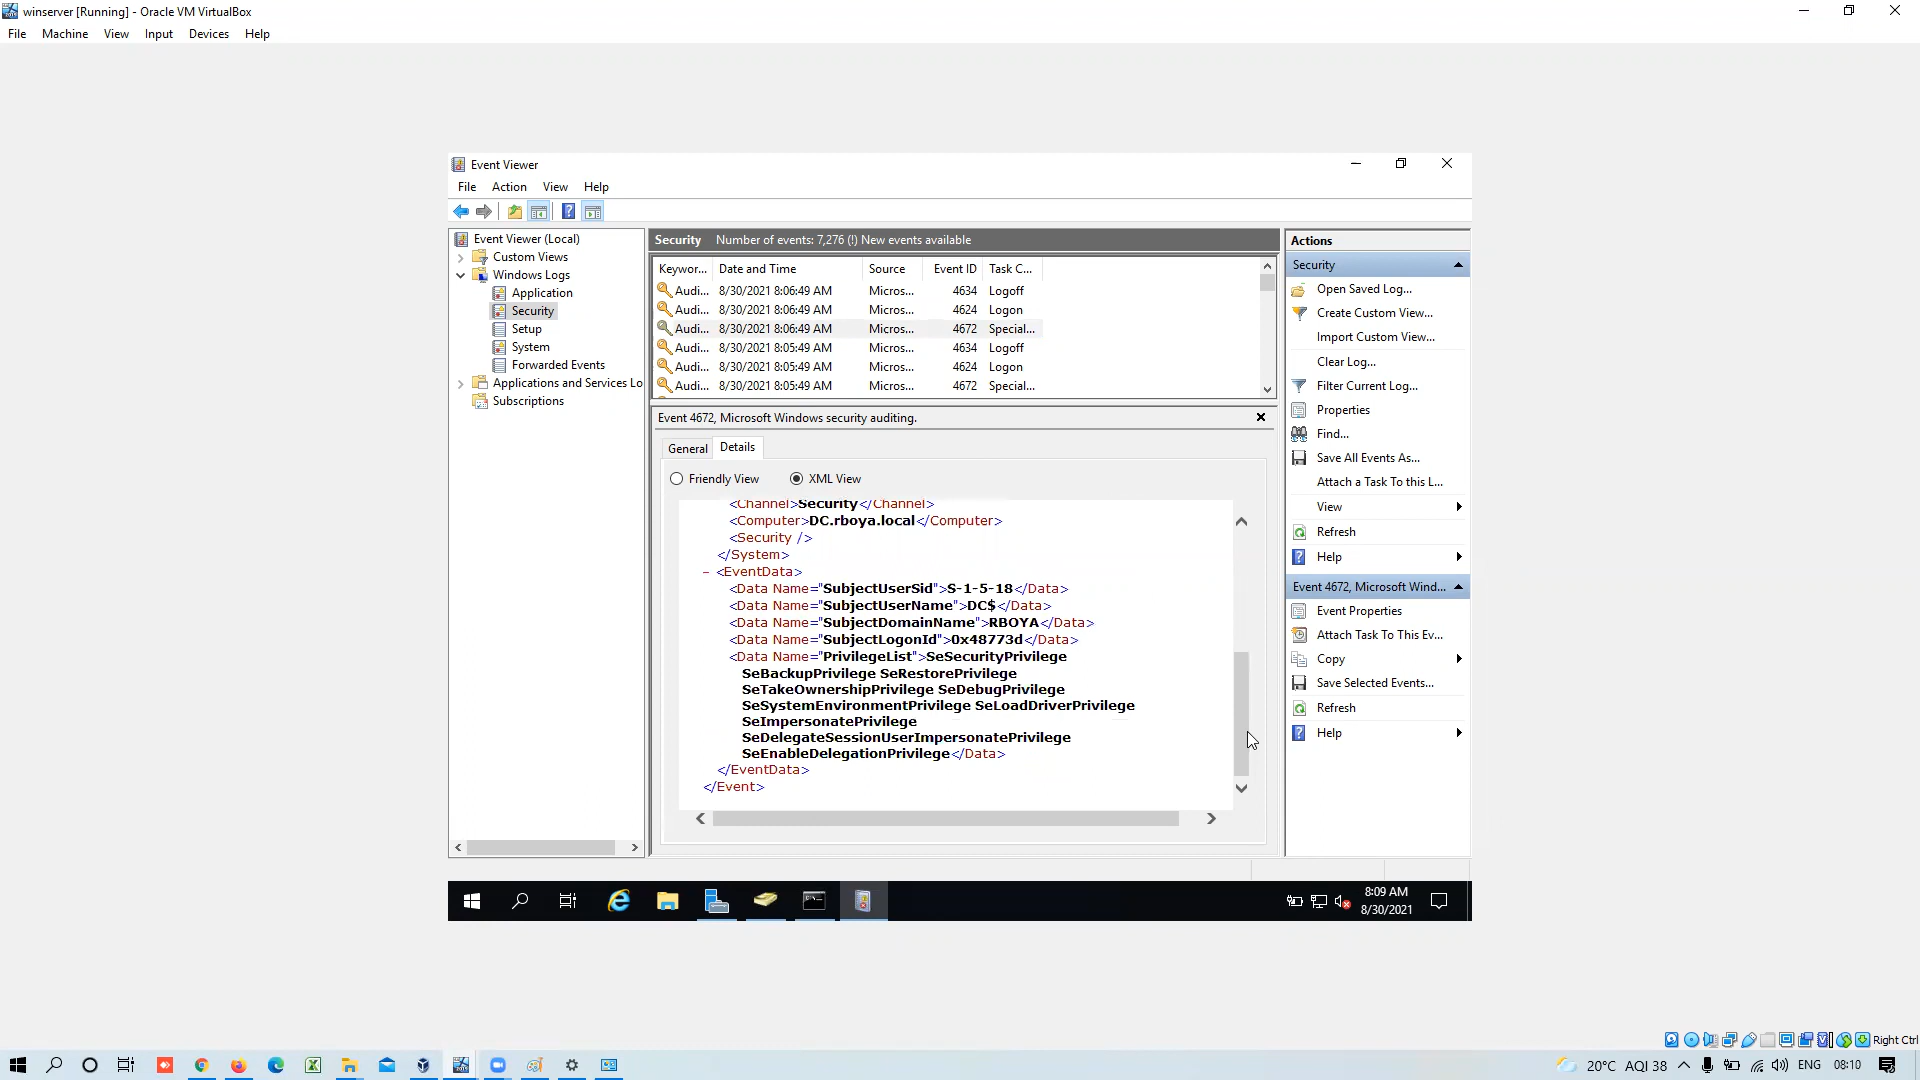 winserver [Running] - Oracle VM VirtualBox
File Machine View Input Devices Help
Event Viewer
File Action View Help
Event Viewer (Local)
Custom Views
Windows Logs
Application
Security
Setup
System
Forwarded Events
Applications and Services Lo
Subscriptions
Security Number of events: 7,276 (!) New events available
Keywor... Date and Time Source Event ID Task C...
Audi... 8/30/2021 8:06:49 AM Micros... 4634 Logoff
Audi... 8/30/2021 8:06:49 AM Micros... 4624 Logon
Audi... 8/30/2021 8:06:49 AM Micros... 4672 Special...
Audi... 8/30/2021 8:05:49 AM Micros... 4634 Logoff
Audi... 8/30/2021 8:05:49 AM Micros... 4624 Logon
Audi... 8/30/2021 8:05:49 AM Micros... 4672 Special...
Event 4672, Microsoft Windows security auditing.
General Details
Friendly View XML View
<Channel>Security</Channel>
<Computer>DC.rboya.local</Computer>
<Security />
</System>
- <EventData>
<Data Name="SubjectUserSid">S-1-5-18</Data>
<Data Name="SubjectUserName">DC$</Data>
<Data Name="SubjectDomainName">RBOYA</Data>
<Data Name="SubjectLogonId">0x48773d</Data>
<Data Name="PrivilegeList">SeSecurityPrivilege
SeBackupPrivilege SeRestorePrivilege
SeTakeOwnershipPrivilege SeDebugPrivilege
SeSystemEnvironmentPrivilege SeLoadDriverPrivilege
SeImpersonatePrivilege
SeDelegateSessionUserImpersonatePrivilege
SeEnableDelegationPrivilege</Data>
</EventData>
</Event>
Actions
Security
Open Saved Log...
Create Custom View...
Import Custom View...
Clear Log...
Filter Current Log...
Properties
Find...
Save All Events As...
Attach a Task To this L...
View
Refresh
Help
Event 4672, Microsoft Wind...
Event Properties
Attach Task To This Ev...
Copy
Save Selected Events...
Refresh
Help
8:09 AM
8/30/2021
Right Ctrl
20°C AQI 38 ENG 08:10